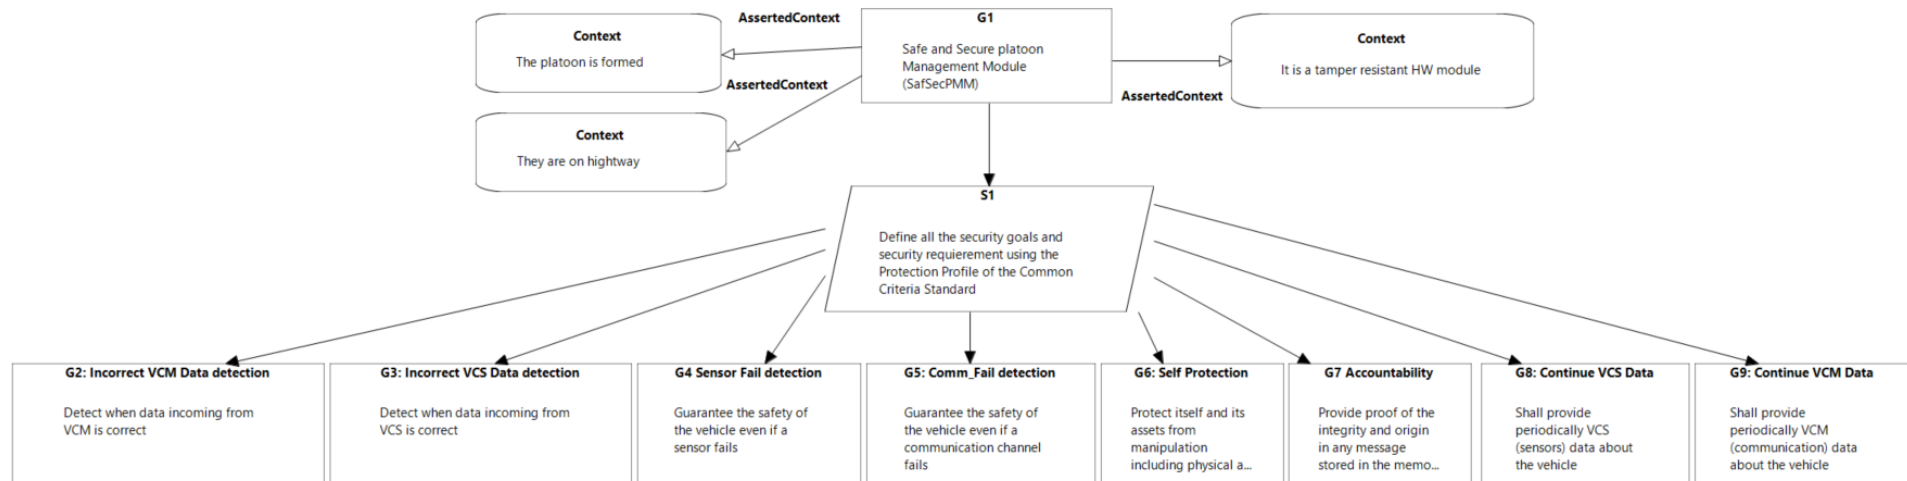 AssertedContext
Context
The platoon is formed
AssertedContext
Context
They are on hightway
G1
Safe and Secure platoon
Management Module
(SafSecPMM)
AssertedContext
Context
It is a tamper resistant HW module
S1
Define all the security goals and
security requierement using the
Protection Profile of the Common
Criteria Standard
G2: Incorrect VCM Data detection
Detect when data incoming from
VCM is correct
G3: Incorrect VCS Data detection
Detect when data incoming from
VCS is correct
G4 Sensor Fail detection
Guarantee the safety of
the vehicle even if a
sensor fails
G5: Comm_Fail detection
Guarantee the safety of
the vehicle even if a
communication channel
fails
G6: Self Protection
Protect itself and its
assets from
manipulation
including physical a...
G7 Accountability
Provide proof of the
integrity and origin
in any message
stored in the memo...
G8: Continue VCS Data
Shall provide
periodically VCS
(sensors) data about
the vehicle
G9: Continue VCM Data
Shall provide
periodically VCM
(communication) data
about the vehicle